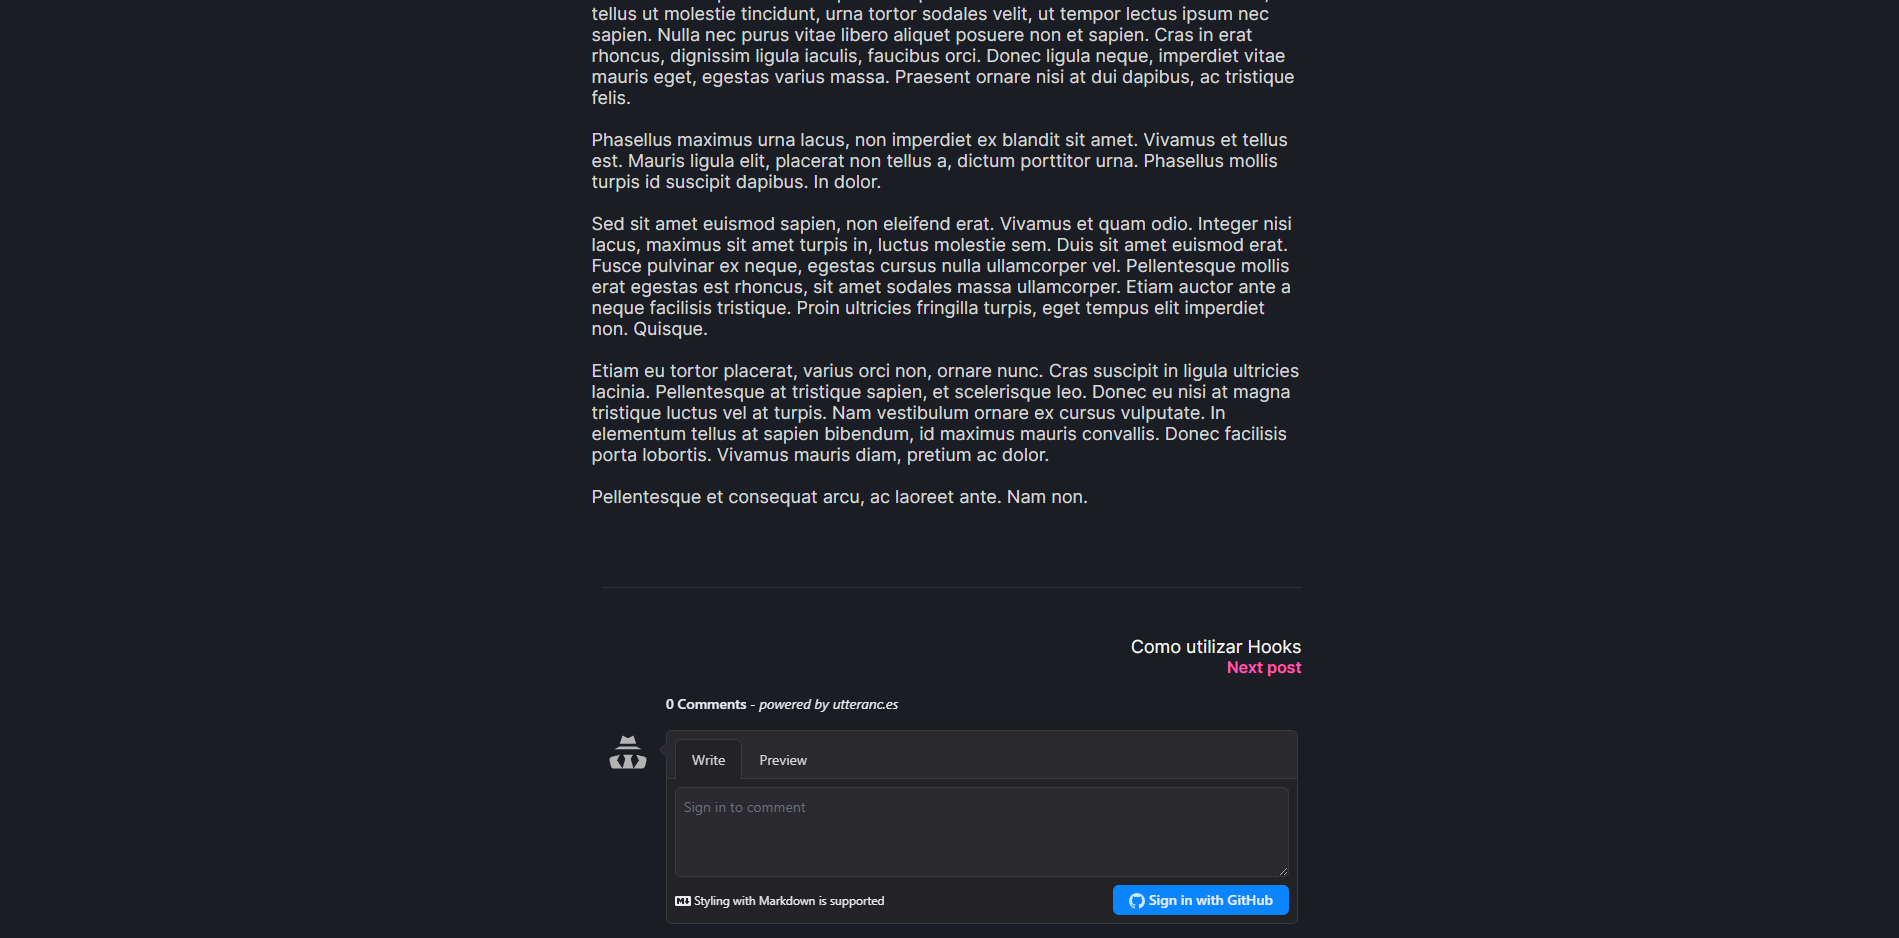 tellus ut molestie tincidunt, urna tortor sodales velit, ut tempor lectus ipsum nec
sapien. Nulla nec purus vitae libero aliquet posuere non et sapien. Cras in erat
rhoncus, dignissim ligula iaculis, faucibus orci. Donec ligula neque, imperdiet vitae
mauris eget, egestas varius massa. Praesent ornare nisi at dui dapibus, ac tristique
felis.
Phasellus maximus urna lacus, non imperdiet ex blandit sit amet. Vivamus et tellus
est. Mauris ligula elit, placerat non tellus a, dictum porttitor urna. Phasellus mollis
turpis id suscipit dapibus. In dolor.
Sed sit amet euismod sapien, non eleifend erat. Vivamus et quam odio. Integer nisi
lacus, maximus sit amet turpis in, luctus molestie sem. Duis sit amet euismod erat.
Fusce pulvinar ex neque, egestas cursus nulla ullamcorper vel. Pellentesque mollis
erat egestas est rhoncus, sit amet sodales massa ullamcorper. Etiam auctor ante a
neque facilisis tristique. Proin ultricies fringilla turpis, eget tempus elit imperdiet
non. Quisque.
Etiam eu tortor placerat, varius orci non, ornare nunc. Cras suscipit in ligula ultricies
lacinia. Pellentesque at tristique sapien, et scelerisque leo. Donec eu nisi at magna
tristique luctus vel at turpis. Nam vestibulum ornare ex cursus vulputate. In
elementum tellus at sapien bibendum, id maximus mauris convallis. Donec facilisis
porta lobortis. Vivamus mauris diam, pretium ac dolor.
Pellentesque et consequat arcu, ac laoreet ante. Nam non.
Como utilizar Hooks
Next post
0 Comments - powered by utteranc.es
Write Preview
Sign in to comment
Styling with Markdown is supported
Sign in with GitHub